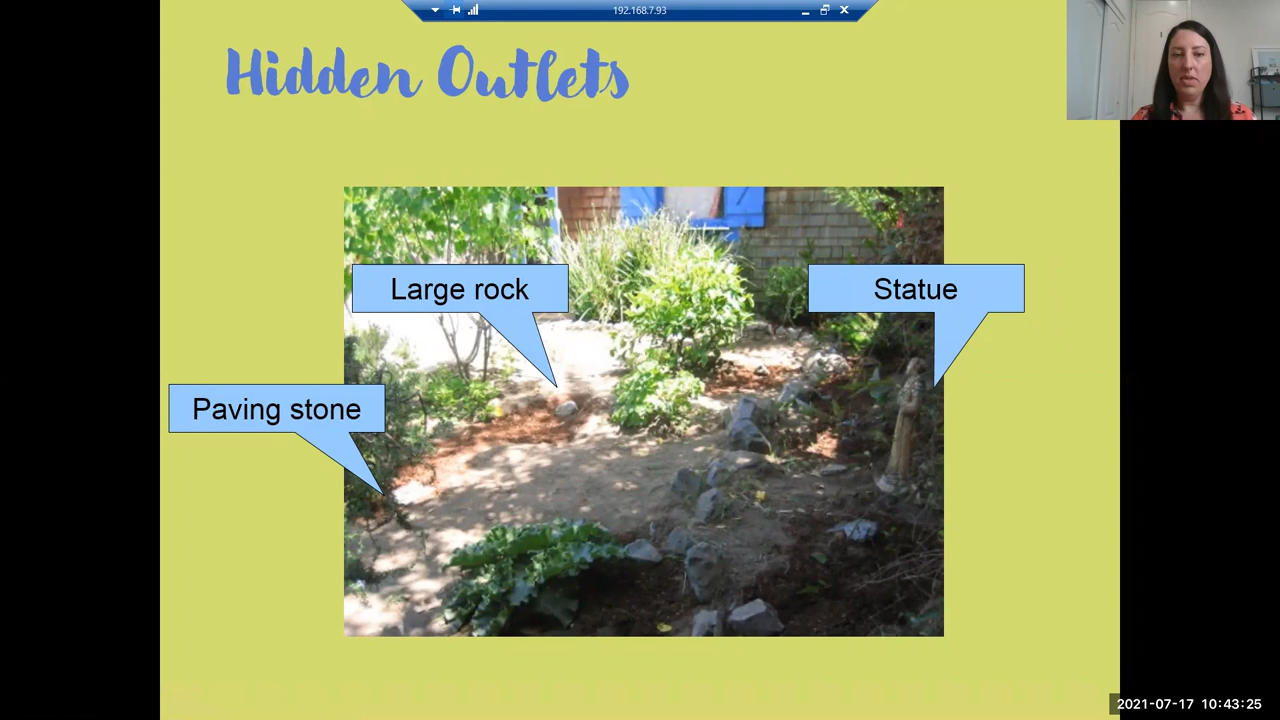 192.168.7.93
Hidden Outlets
Large rock
Statue
Paving stone
2021-07-17 10:43:25